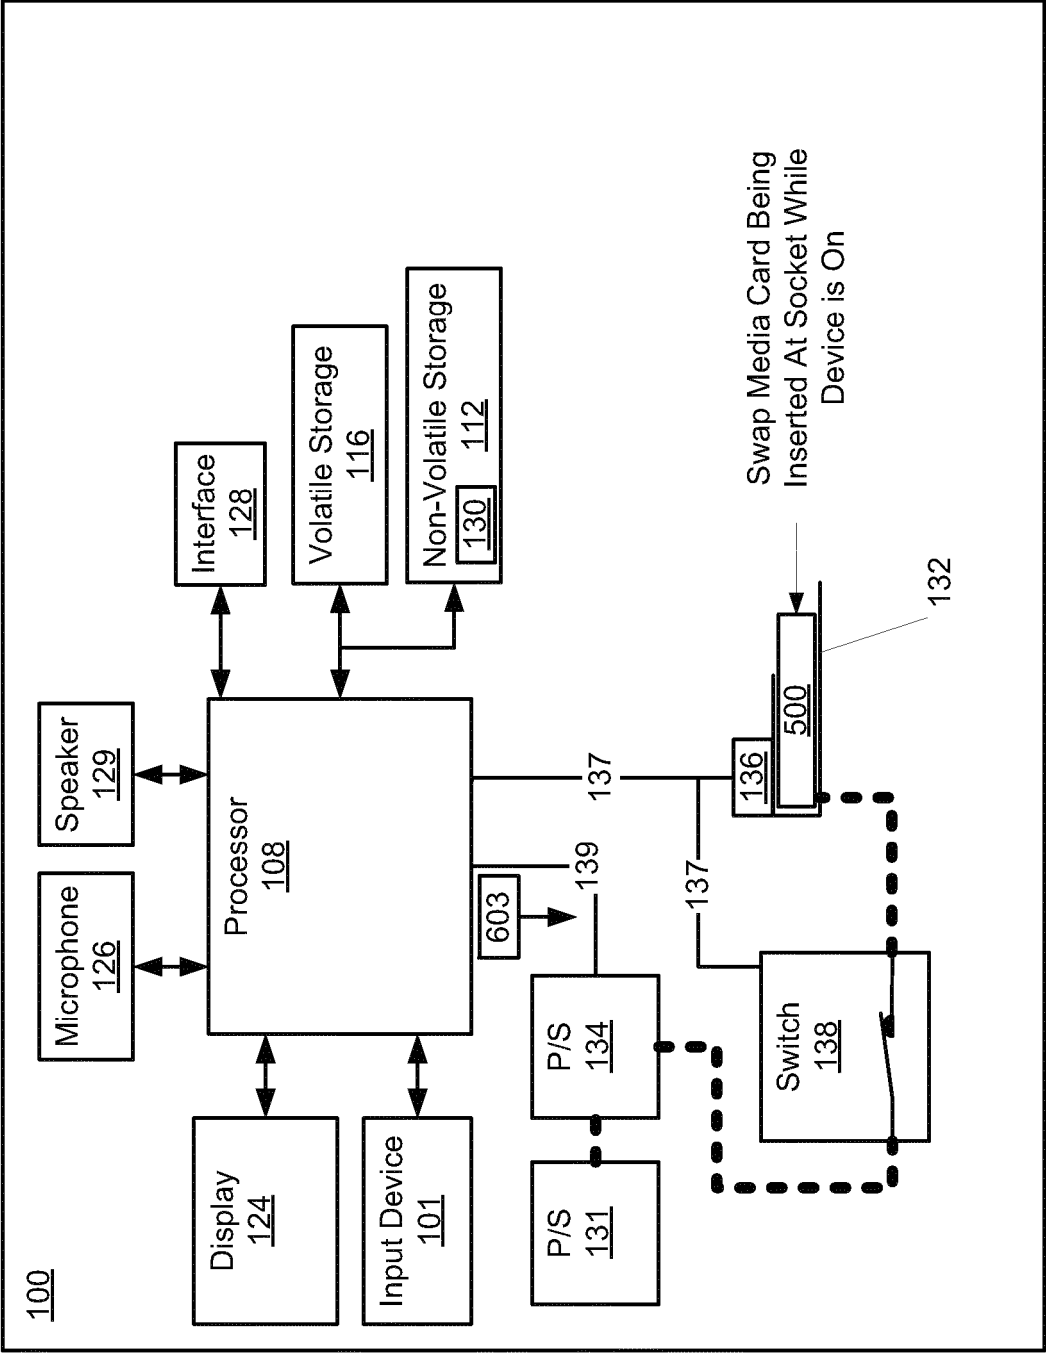 100
Microphone
126
Speaker
129
Display
124
Processor
108
Interface
128
Volatile Storage
116
Input Device
101
Non-Volatile Storage
130
112
603
P/S
131
P/S
134
139
137
137
Switch
138
136
500
132
Swap Media Card Being
Inserted At Socket While
Device is On